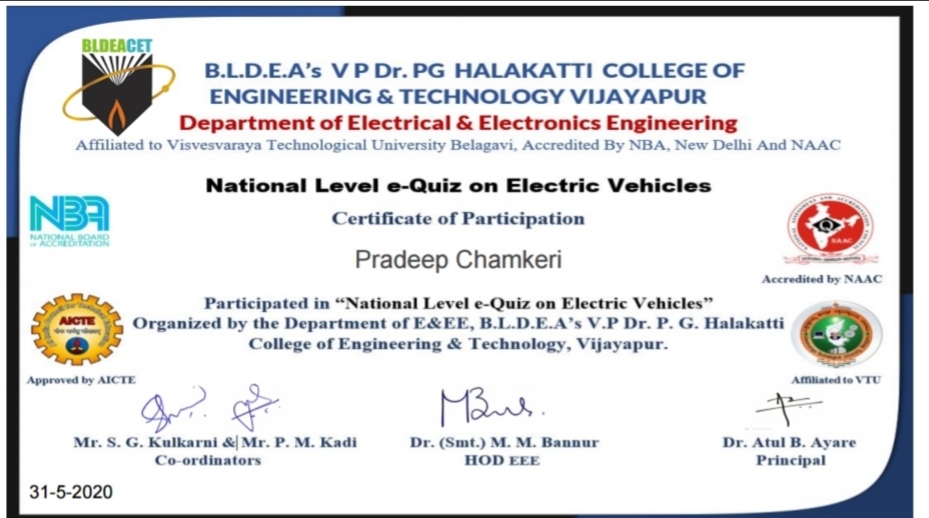 BLDEACET
B.L.D.E.A's V P Dr. PG HALAKATTI COLLEGE OF
ENGINEERING & TECHNOLOGY VIJAYAPUR
Department of Electrical & Electronics Engineering
Affiliated to Visvesvaraya Technological University Belagavi, Accredited By NBA, New Delhi And NAAC
National Level e-Quiz on Electric Vehicles
Certificate of Participation
NBA
NATIONAL BOARD
of ACCREDITATION
NAAC
Accredited by NAAC
Pradeep Chamkeri
Participated in “National Level e-Quiz on Electric Vehicles”
Organized by the Department of E&EE, B.L.D.E.A's V.P Dr. P. G. Halakatti
College of Engineering & Technology, Vijayapur.
AICTE
Approved by AICTE
Affiliated to VTU
Mr. S. G. Kulkarni & Mr. P. M. Kadi
Co-ordinators
Dr. (Smt.) M. M. Bannur
HOD EEE
Dr. Atul B. Ayare
Principal
31-5-2020